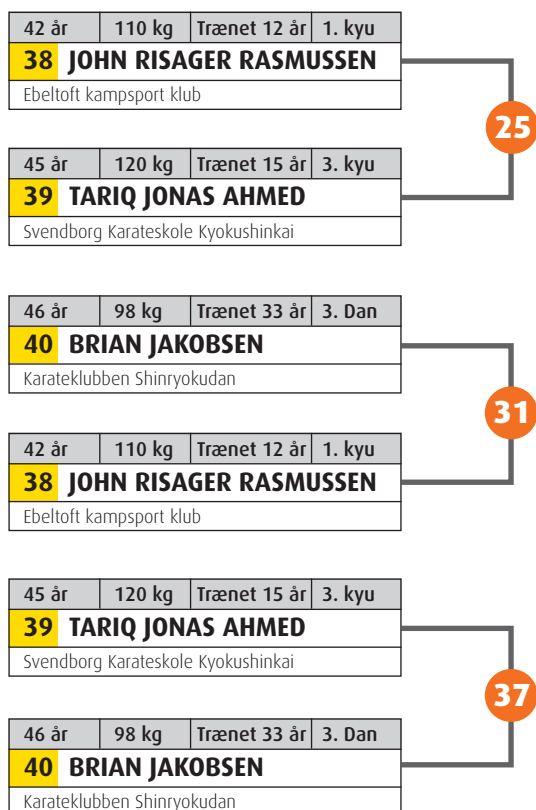 42 år 110 kg Trænet 12 år 1. kyu
38 JOHN RISAGER RASMUSSEN
Ebeltoft kampsport klub
25
45 år 120 kg Trænet 15 år 3. kyu
39 TARIQ JONAS AHMED
Svendborg Karateskole Kyokushinkai
46 år 98 kg Trænet 33 år 3. Dan
40 BRIAN JAKOBSEN
Karateklubben Shinryokudan
31
42 år 110 kg Trænet 12 år 1. kyu
38 JOHN RISAGER RASMUSSEN
Ebeltoft kampsport klub
45 år 120 kg Trænet 15 år 3. kyu
39 TARIQ JONAS AHMED
Svendborg Karateskole Kyokushinkai
37
46 år 98 kg Trænet 33 år 3. Dan
40 BRIAN JAKOBSEN
Karateklubben Shinryokudan